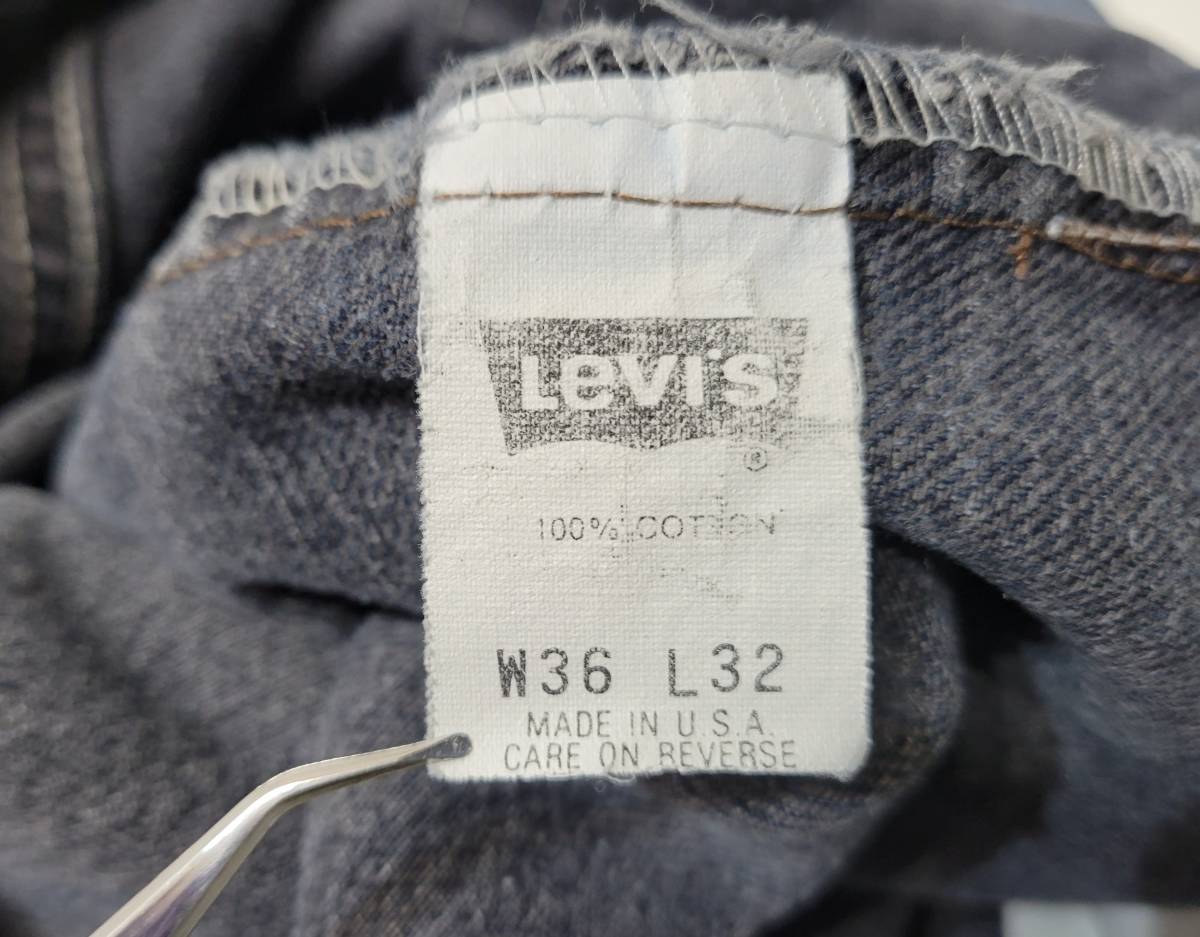 Levi's
®
100% COTTON
W36 L32
MADE IN U.S.A.
CARE ON REVERSE